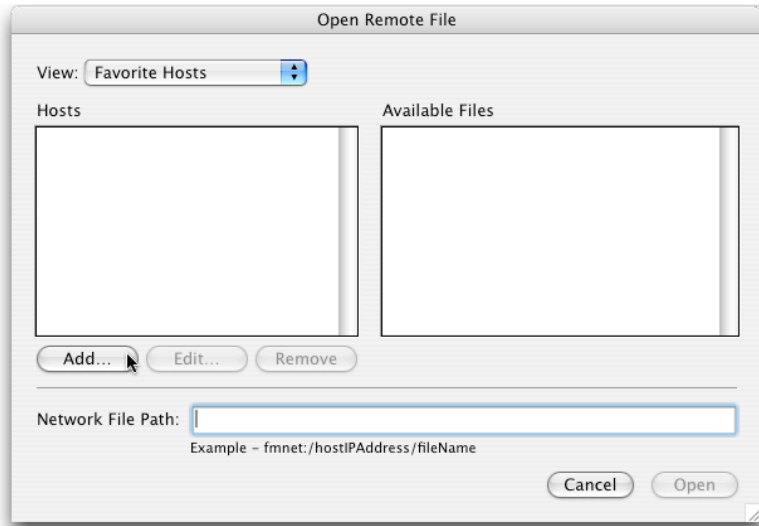 Open Remote File
View: Favorite Hosts
Hosts
Available Files
Add... Edit... Remove
Network File Path:
Example – fmnet:/hostIPAddress/fileName
Cancel Open